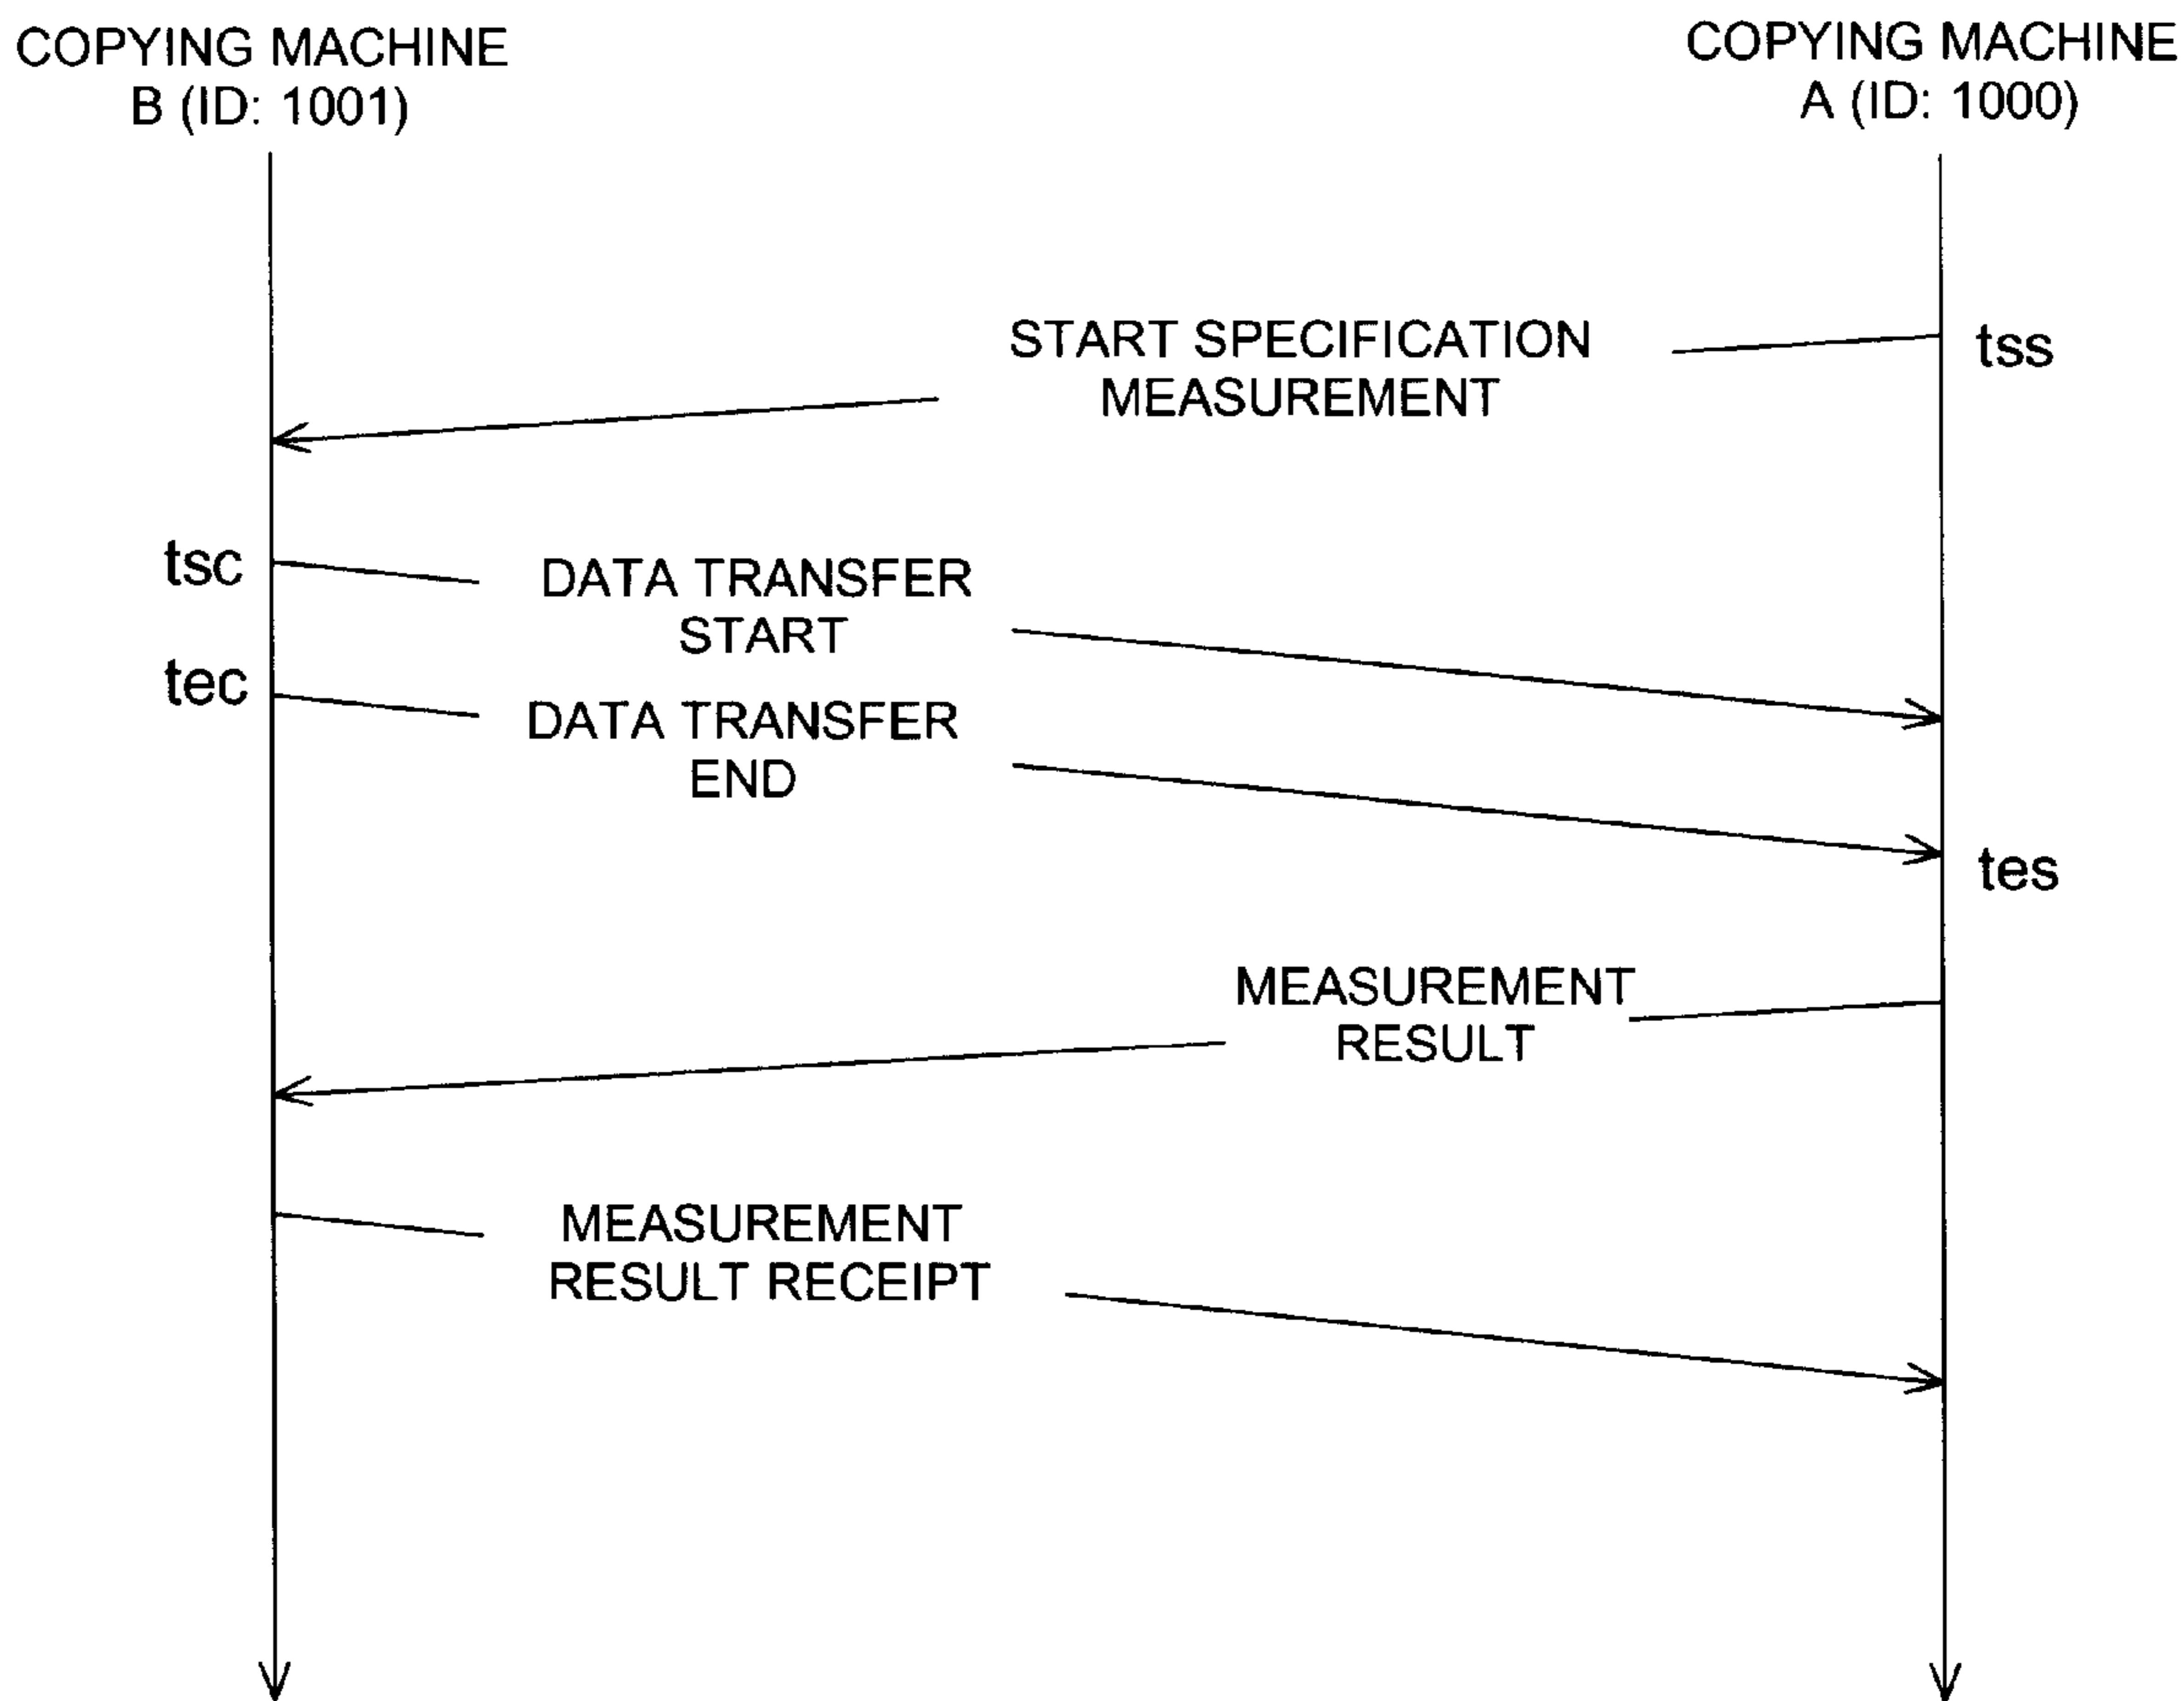 COPYING MACHINE
B (ID: 1001)
COPYING MACHINE
A (ID: 1000)
START SPECIFICATION
MEASUREMENT
tss
tsc
DATA TRANSFER
START
tec
DATA TRANSFER
END
tes
MEASUREMENT
RESULT
MEASUREMENT
RESULT RECEIPT